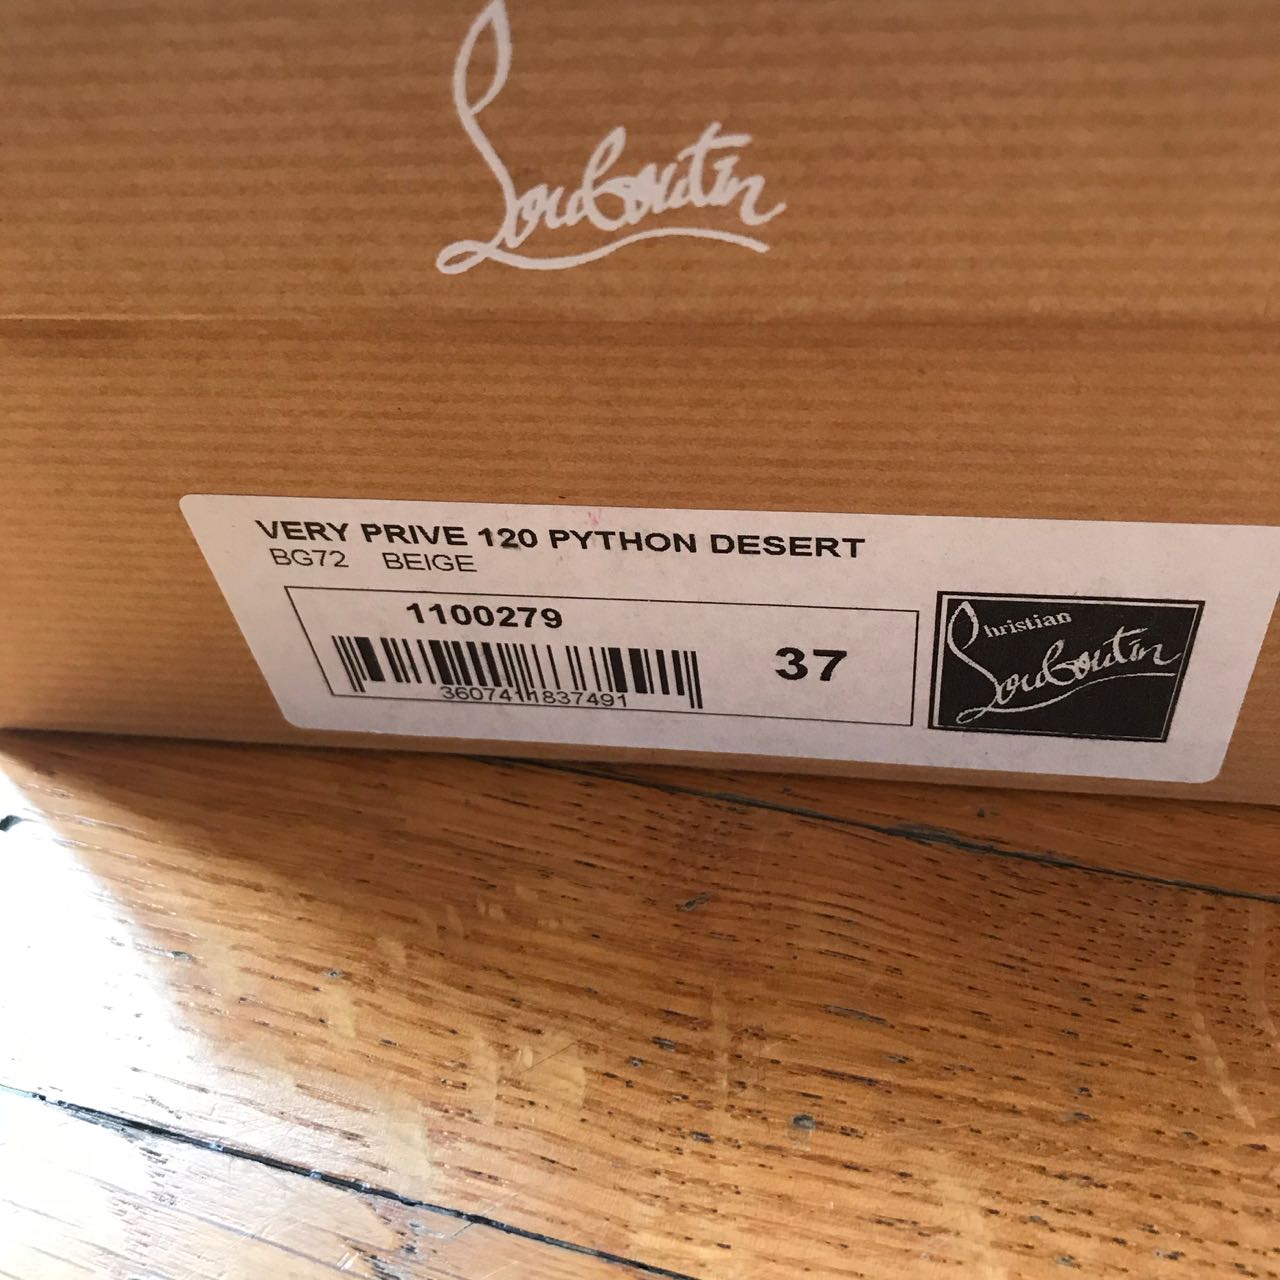 Louboutin
VERY PRIVE 120 PYTHON DESERT
BG72 BEIGE
1100279
3607411837491
37
Christian
Louboutin